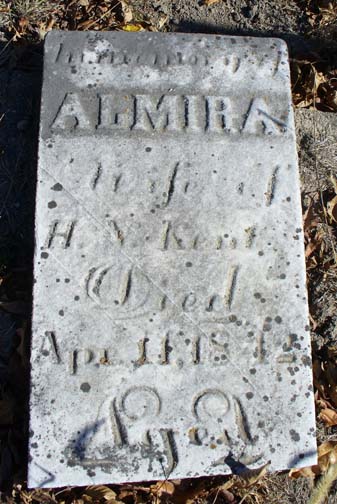 In memory of
ALMIRA
wife of
H. N. Kent
Died
Apr. 11, 1842
Aged